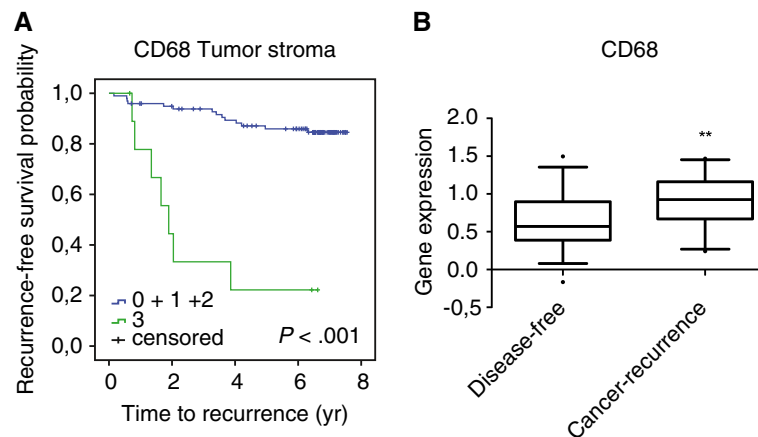 A
CD68 Tumor stroma
Recurrence-free survival probability
1,0
0,8
0,6
0,4
0,2
0,0
0 + 1 +2
3
censored
P < .001
0 2 4 6 8
Time to recurrence (yr)
B
CD68
Gene expression
2.0
1.5
1.0
0.5
0.0
-0,5
**
Disease-free
Cancer-recurrence